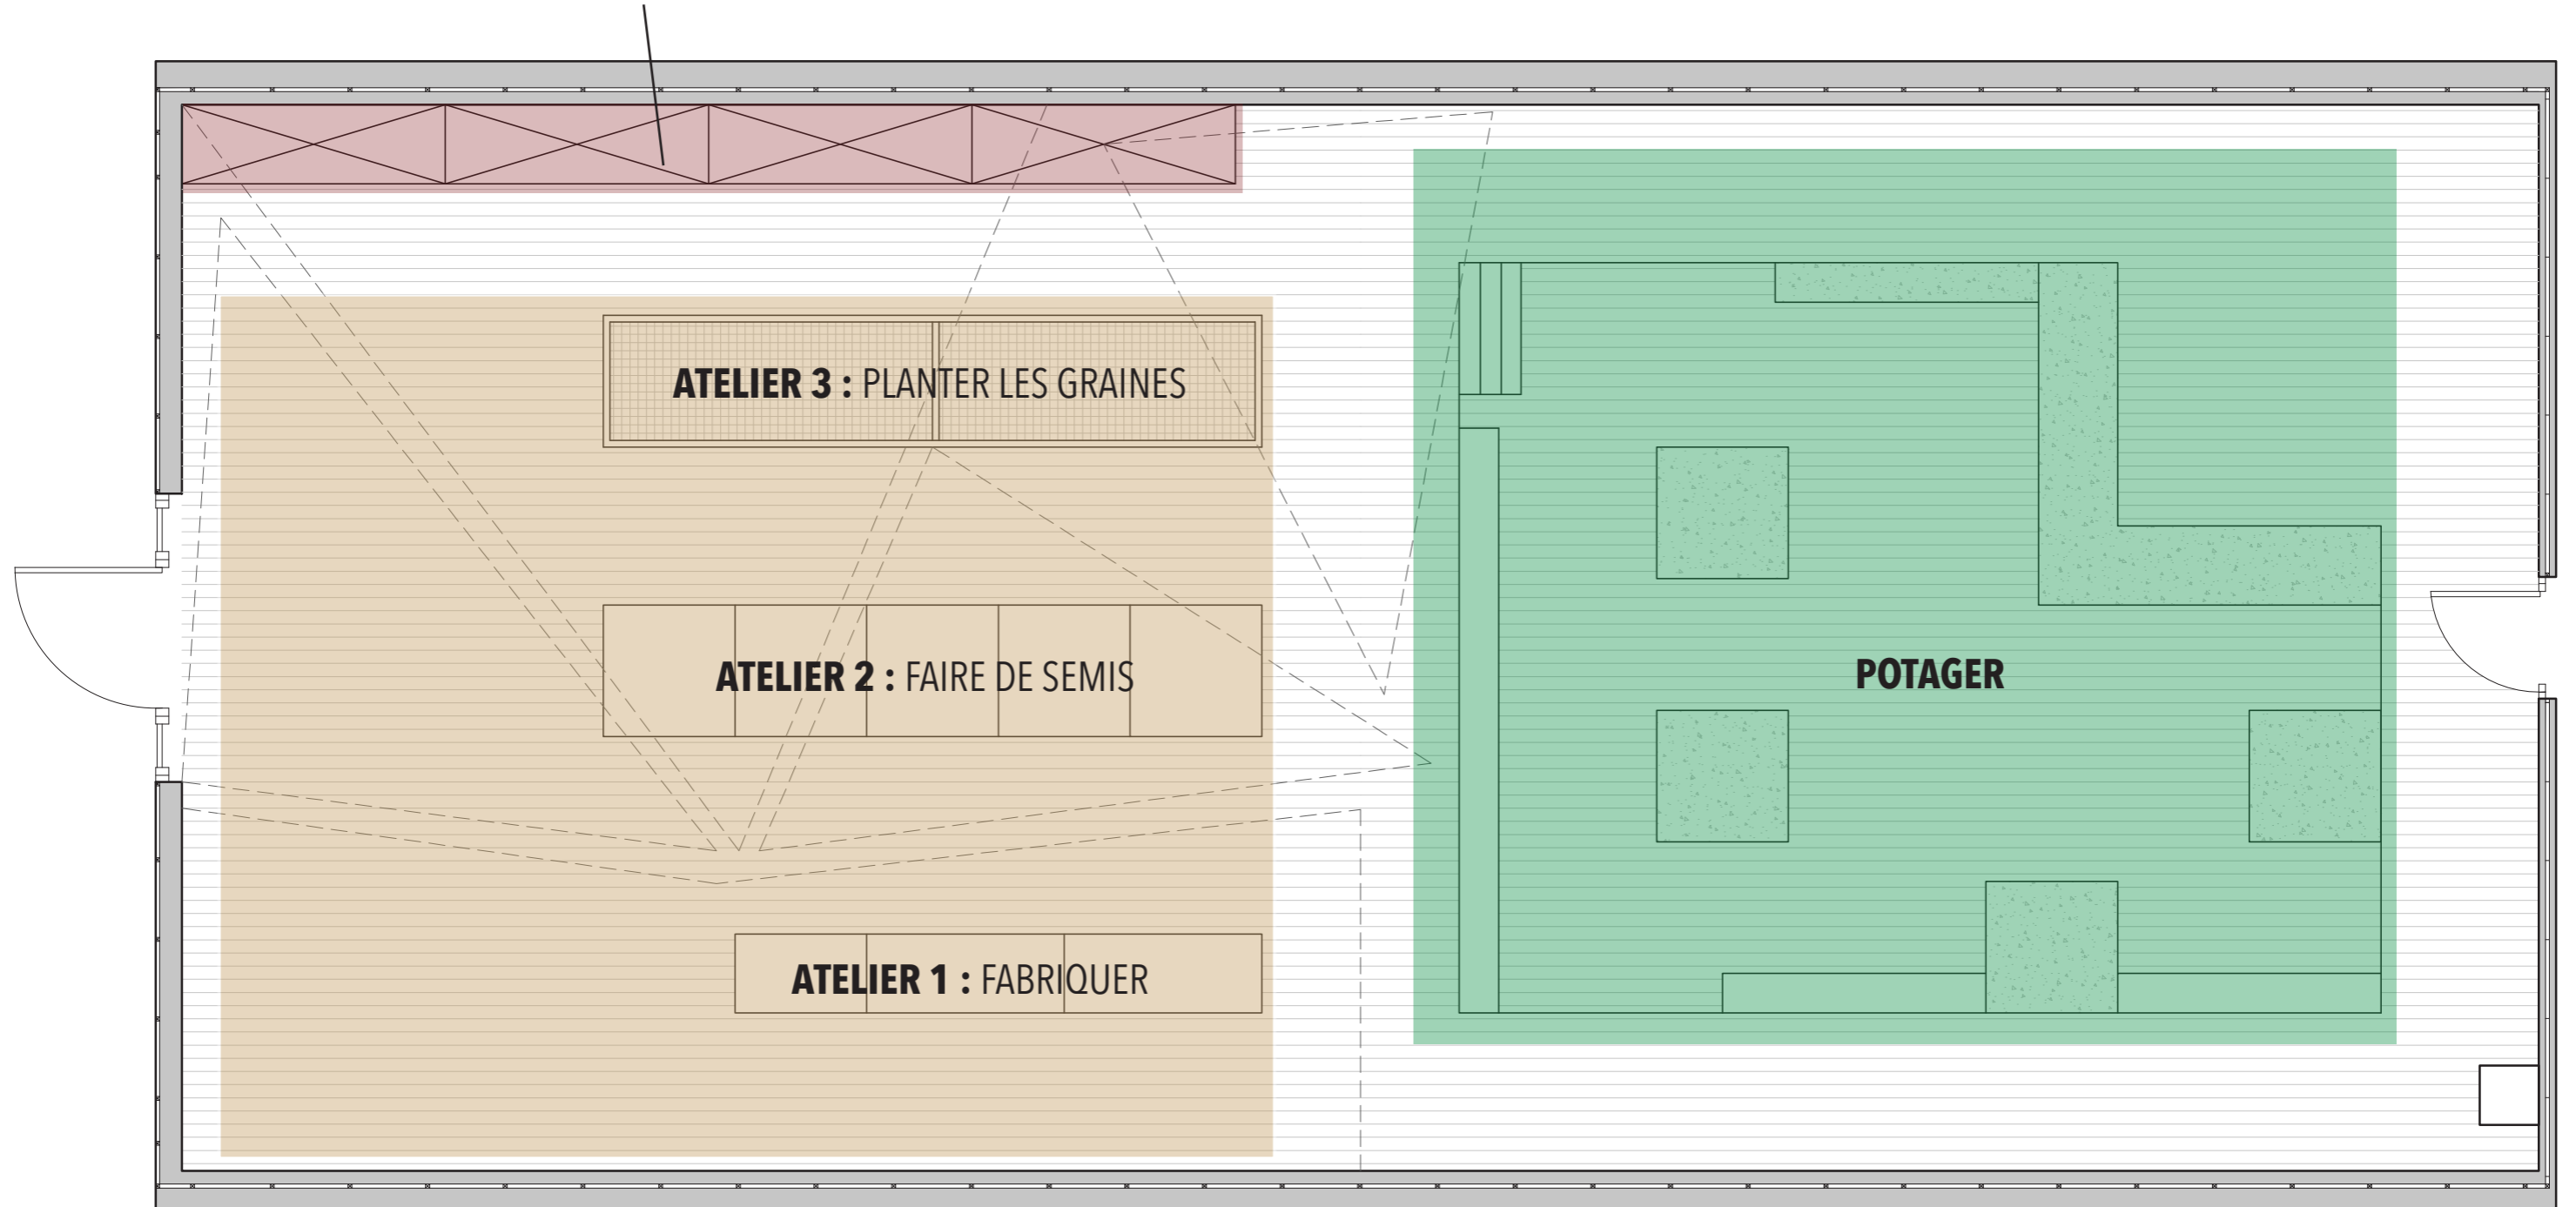 ATELIER 3 : PLANTER LES GRAINES
ATELIER 2 : FAIRE DE SEMIS
POTAGER
ATELIER 1 : FABRIQUER